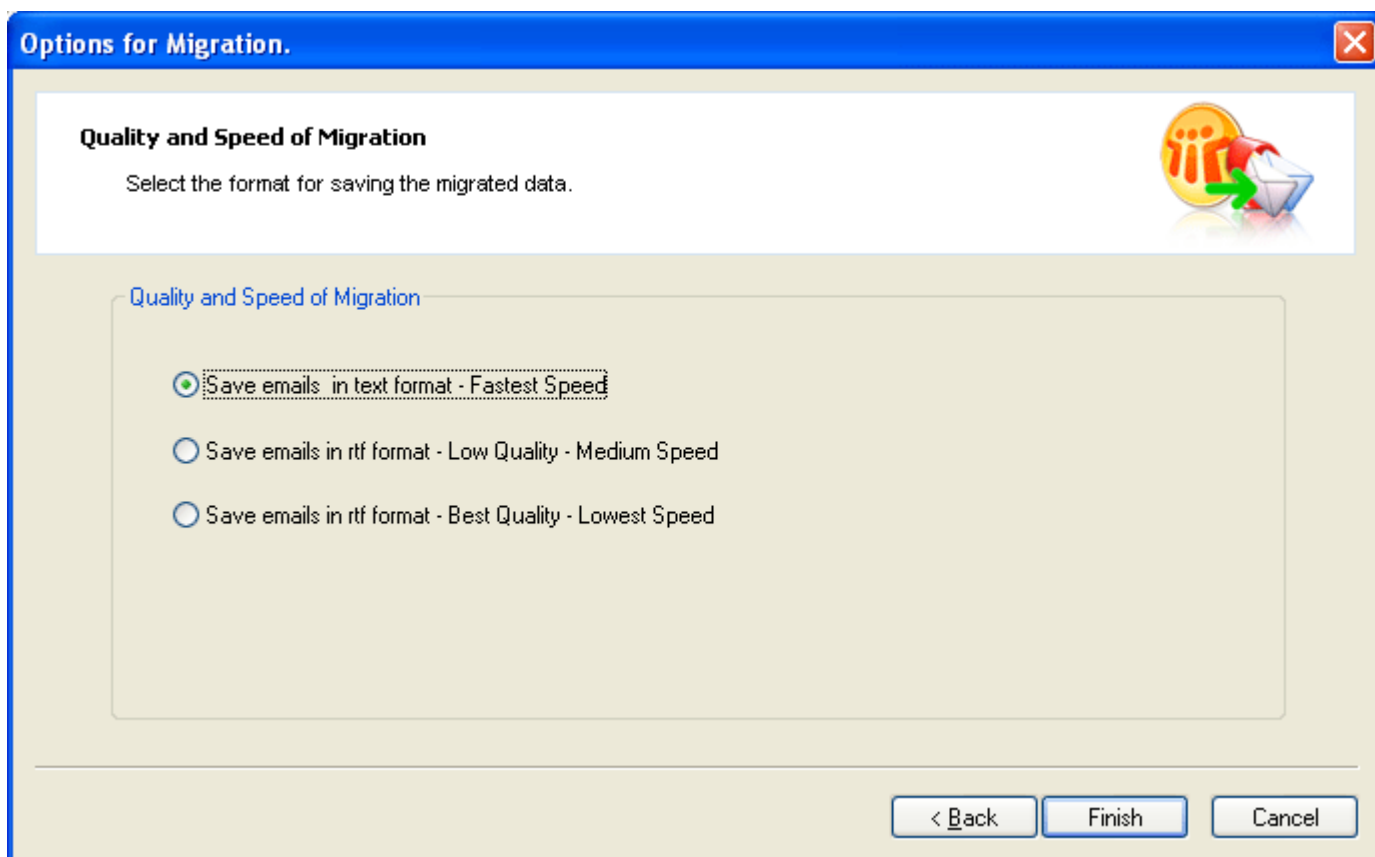 Options for Migration.
Quality and Speed of Migration
Select the format for saving the migrated data.
Quality and Speed of Migration
Save emails  in text format - Fastest Speed
Save emails in rtf format - Low Quality - Medium Speed
Save emails in rtf format - Best Quality - Lowest Speed
< Back Finish Cancel